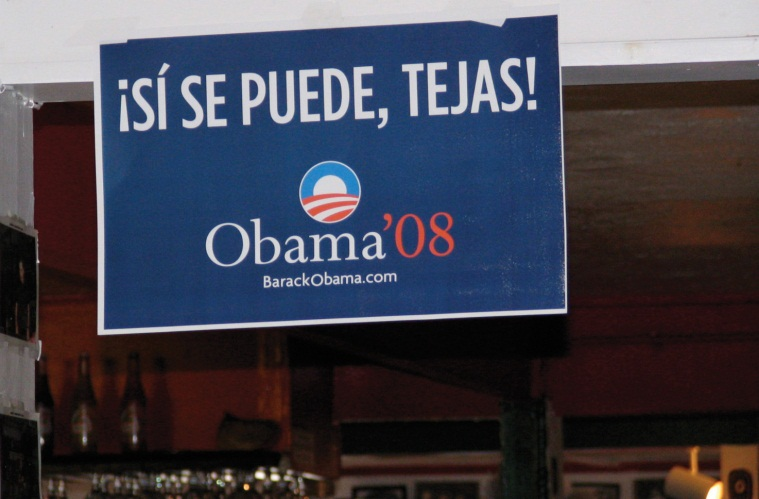 ¡SÍ SE PUEDE, TEJAS!
Obama'08
BarackObama.com